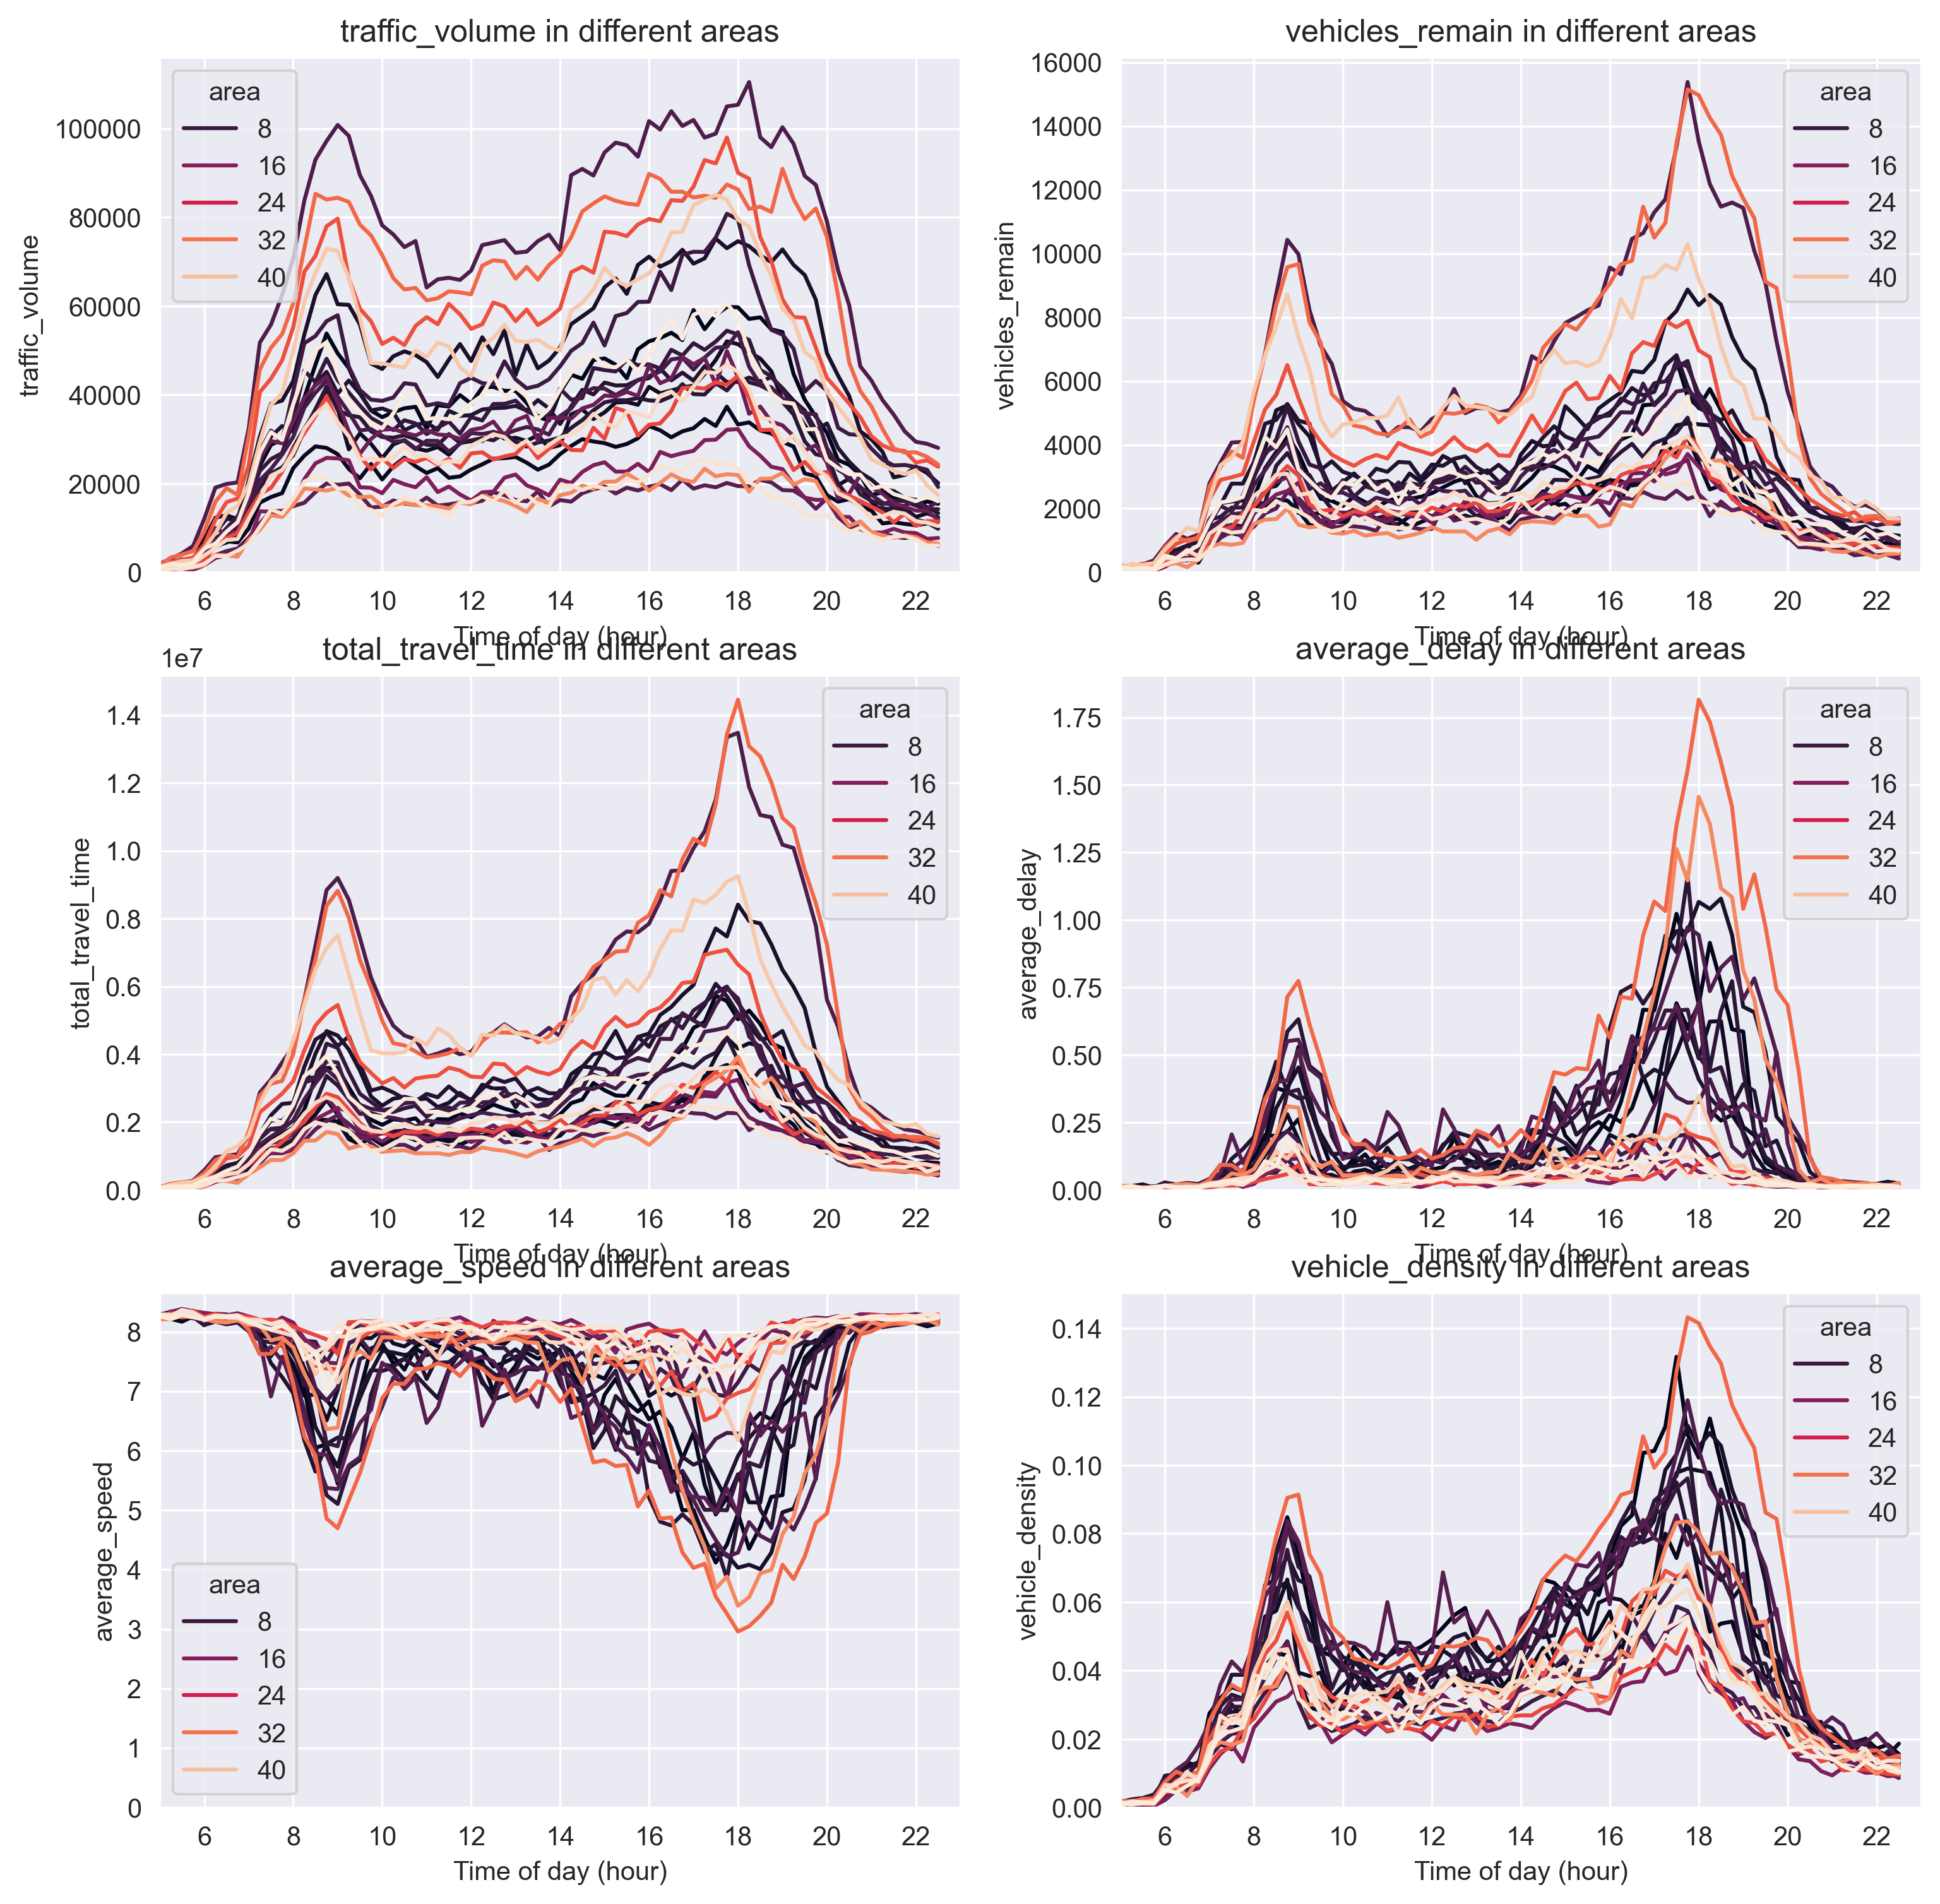 traffic_volume in different areas
traffic_volume
100000
80000
60000
40000
20000
0
area
8
16
24
32
40
6 8 10 12 14 16 18 20 22
Time of day (hour)
vehicles_remain in different areas
vehicles_remain
16000
14000
12000
10000
8000
6000
4000
2000
0
area
8
16
24
32
40
6 8 10 12 14 16 18 20 22
Time of day (hour)
total_travel_time in different areas
1e7
total_travel_time
1.4
1.2
1.0
0.8
0.6
0.4
0.2
0.0
area
8
16
24
32
40
6 8 10 12 14 16 18 20 22
Time of day (hour)
average_delay in different areas
average_delay
1.75
1.50
1.25
1.00
0.75
0.50
0.25
0.00
area
8
16
24
32
40
6 8 10 12 14 16 18 20 22
Time of day (hour)
average_speed in different areas
average_speed
8
7
6
5
4
3
2
1
0
area
8
16
24
32
40
6 8 10 12 14 16 18 20 22
Time of day (hour)
vehicle_density in different areas
vehicle_density
0.14
0.12
0.10
0.08
0.06
0.04
0.02
0.00
area
8
16
24
32
40
6 8 10 12 14 16 18 20 22
Time of day (hour)